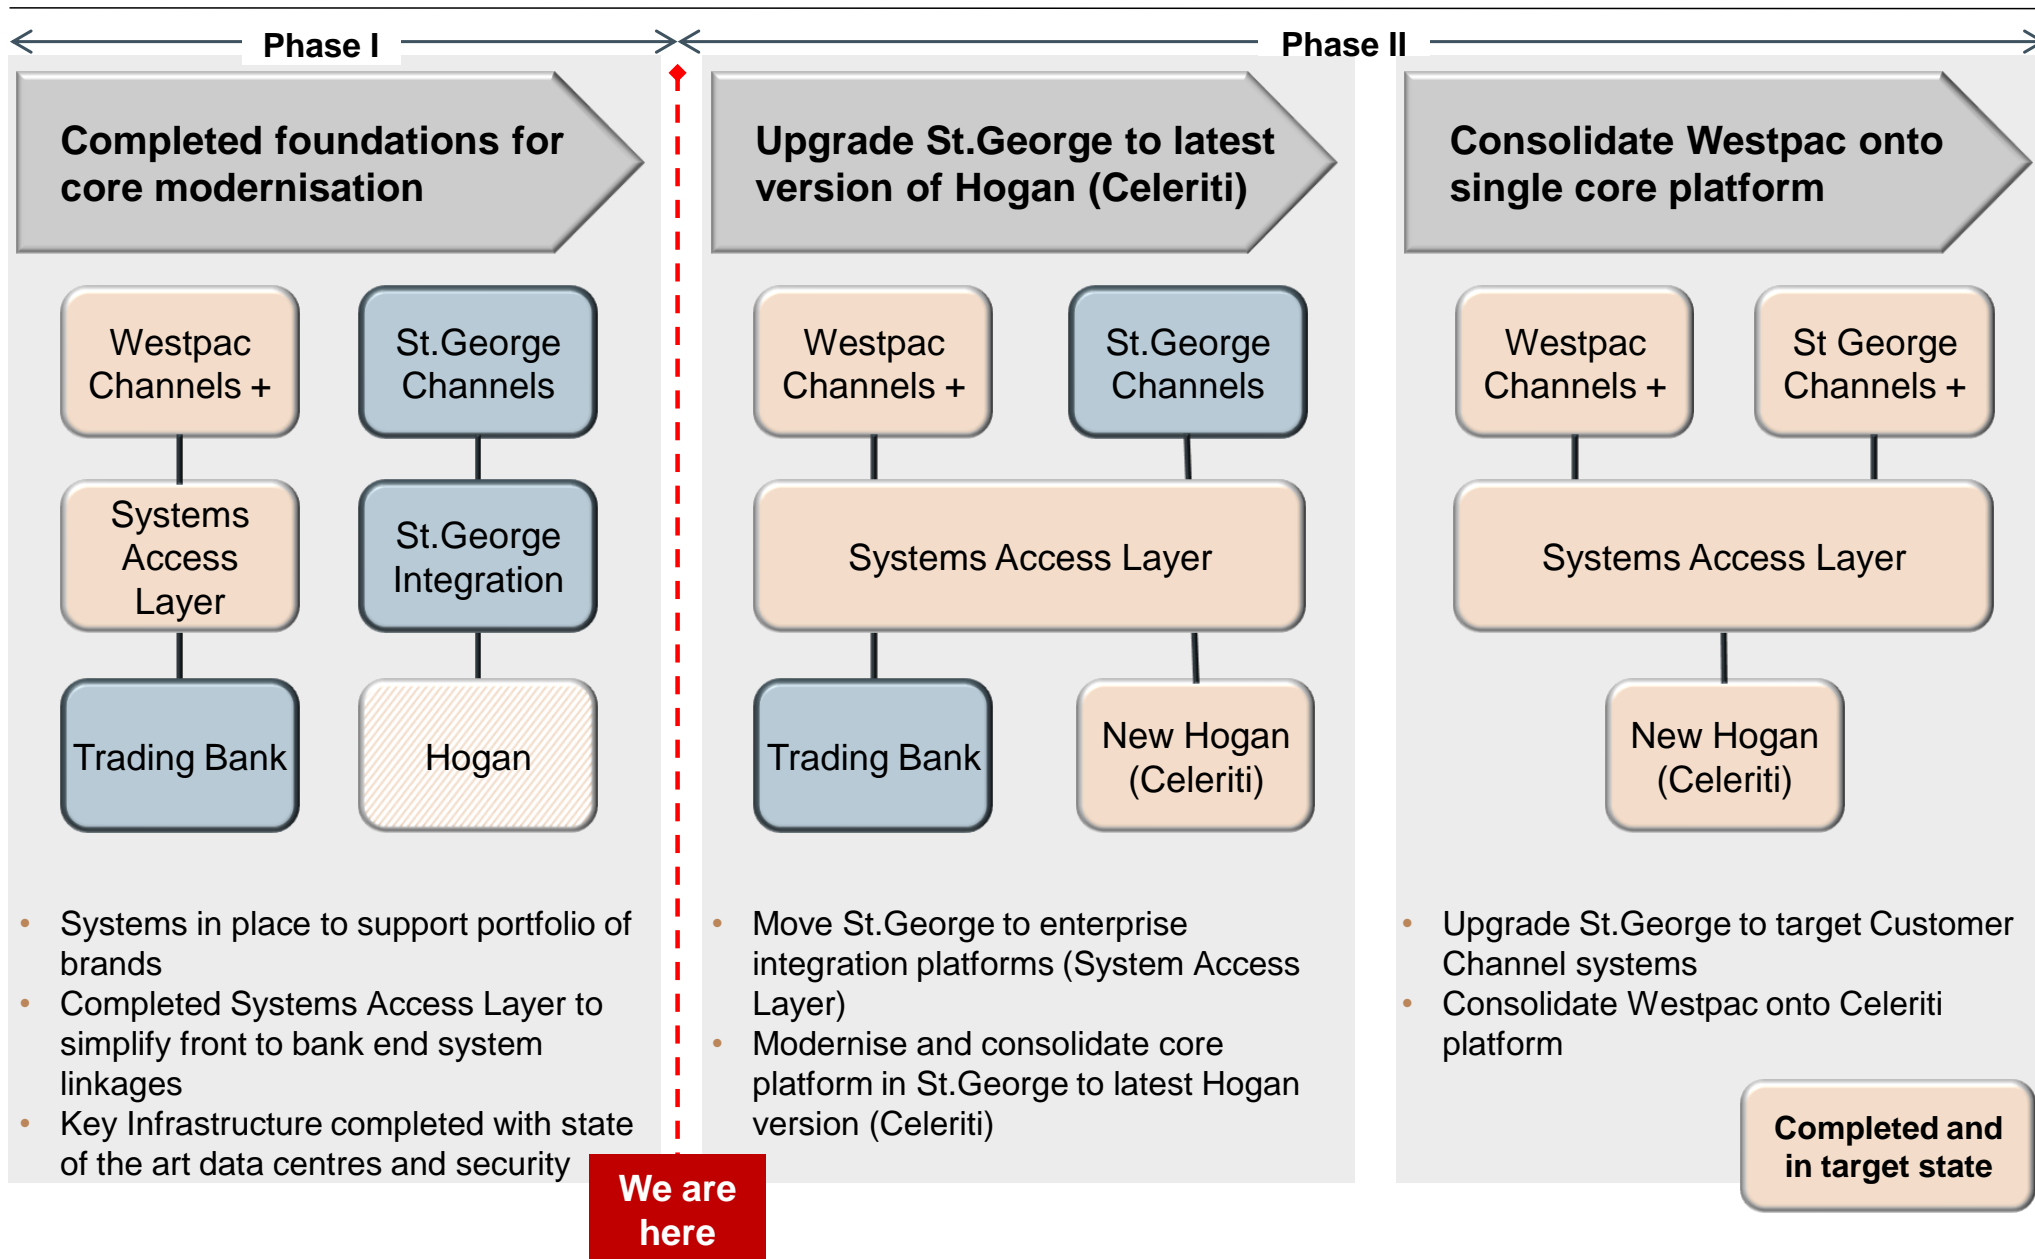 Phase I
Phase II
Completed foundations for
core modernisation
Westpac
Channels +
St.George
Channels
Systems
Access
Layer
St.George
Integration
Trading Bank
Hogan
• Systems in place to support portfolio of
brands
• Completed Systems Access Layer to
simplify front to bank end system
linkages
• Key Infrastructure completed with state
of the art data centres and security
We are
here
Upgrade St.George to latest
version of Hogan (Celeriti)
Westpac
Channels +
St.George
Channels
Systems Access Layer
Trading Bank
New Hogan
(Celeriti)
• Move St.George to enterprise
integration platforms (System Access
Layer)
• Modernise and consolidate core
platform in St.George to latest Hogan
version (Celeriti)
Consolidate Westpac onto
single core platform
Westpac
Channels +
St George
Channels +
Systems Access Layer
New Hogan
(Celeriti)
• Upgrade St.George to target Customer
Channel systems
• Consolidate Westpac onto Celeriti
platform
Completed and
in target state